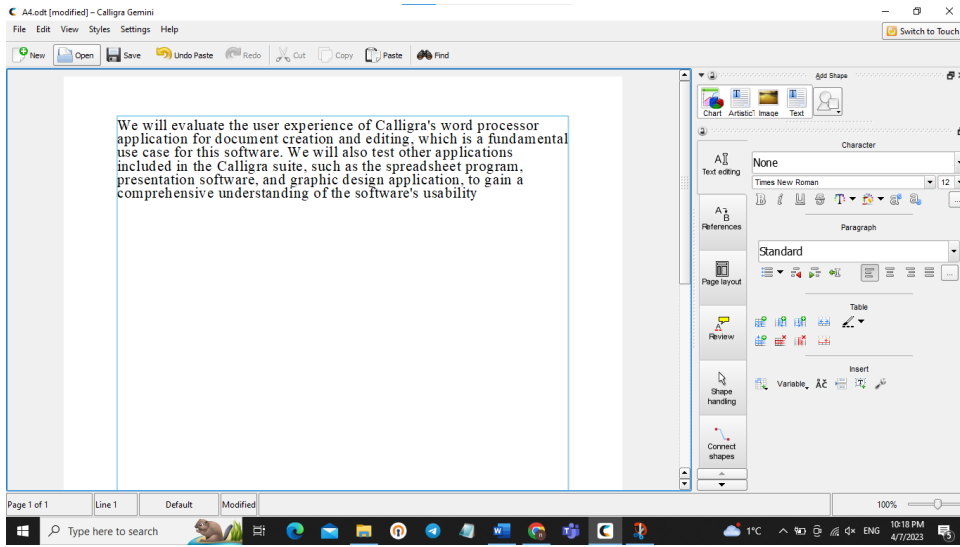 A4.odt [modified] – Calligra Gemini
File Edit View Styles Settings Help
Switch to Touch
New Open Save Undo Paste Redo Cut Copy Paste Find
Add Shape
Chart Artistic Image Text
We will evaluate the user experience of Calligra's word processor
application for document creation and editing, which is a fundamental
use case for this software. We will also test other applications
included in the Calligra suite, such as the spreadsheet program,
presentation software, and graphic design application, to gain a
comprehensive understanding of the software's usability
Character
Text editing
None
Times New Roman 12
References
Paragraph
Standard
Page layout
Table
Review
Insert
Variable
Shape
handling
Connect
shapes
Page 1 of 1 Line 1 Default Modified 100%
Type here to search
1°C ENG 10:18 PM
4/7/2023